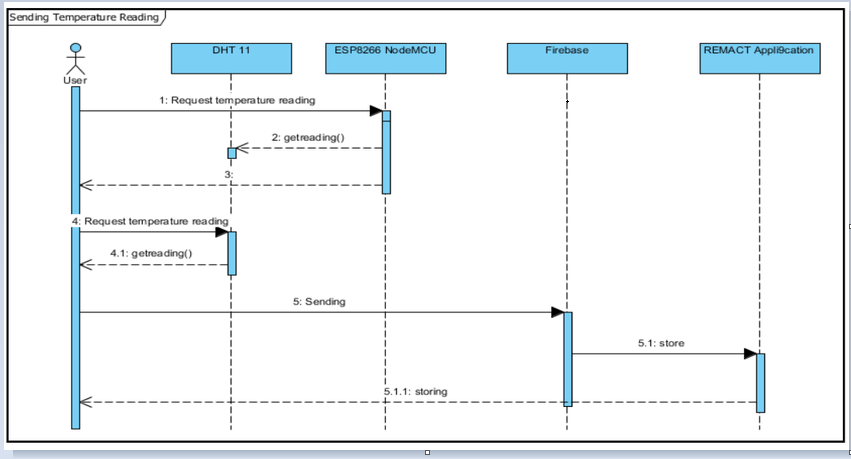 Sending Temperature Reading
DHT 11
ESP8266 NodeMCU
Firebase
REMACT Appli9cation
User
1: Request temperature reading
2: getreading()
3:
4: Request temperature reading
4.1: getreading()
5: Sending
5.1: store
5.1.1: storing